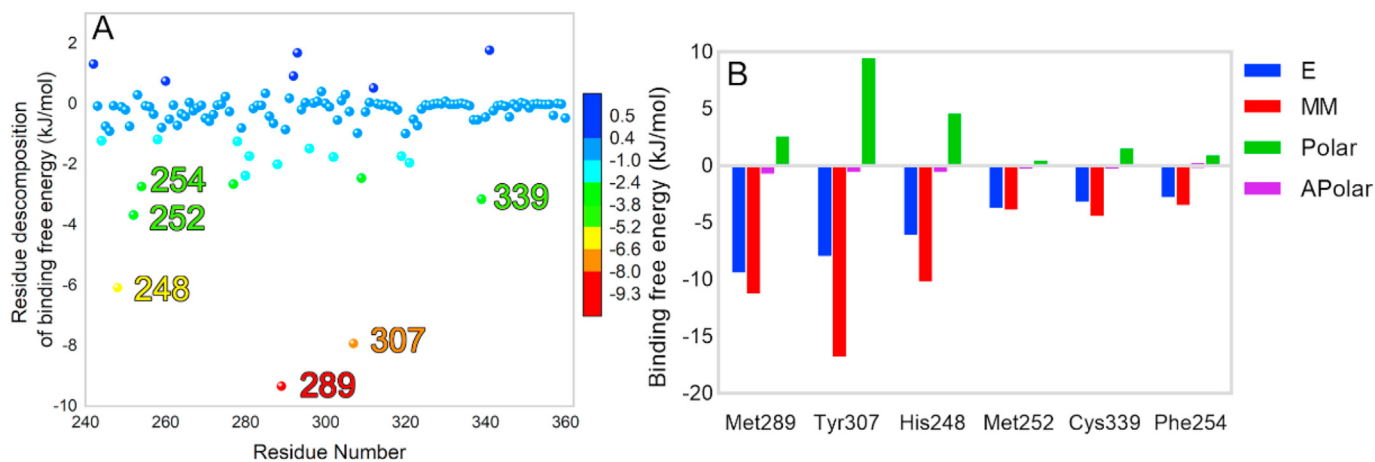 A
Residue descomposition
of binding free energy (kJ/mol)
2
0
-2
-4
-6
-8
-10
240
260
280
300
320
340
360
Residue Number
254
252
248
289
307
339
0.5
0.4
-1.0
-2.4
-3.8
-5.2
-6.6
-8.0
-9.3
B
Binding free energy (kJ/mol)
10
5
0
-5
-10
-15
-20
Met289
Tyr307
His248
Met252
Cys339
Phe254
E
MM
Polar
APolar